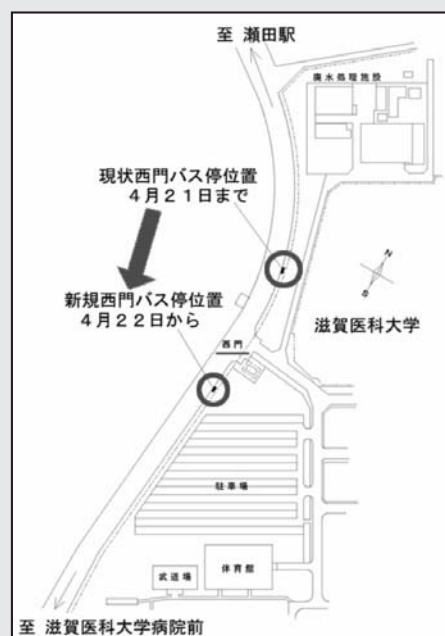 至 瀬田駅
廃水処理施設
現状西門バス停位置
４月２１日まで
N
S
新規西門バス停位置
４月２２日から
滋賀医科大学
西門
駐車場
武道場
体育館
至 滋賀医科大学病院前